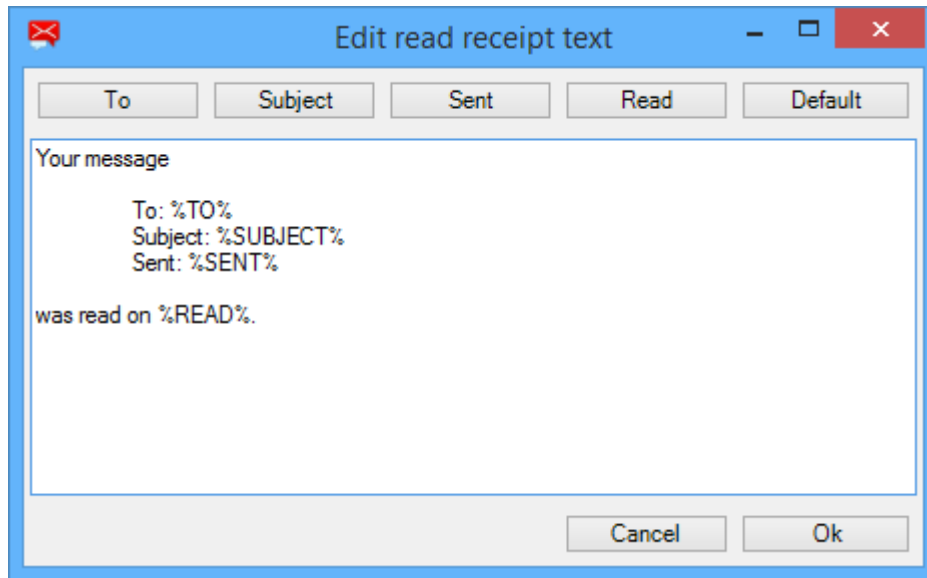 Edit read receipt text
To Subject Sent Read Default
Your message
To: %TO%
Subject: %SUBJECT%
Sent: %SENT%
was read on %READ%.
Cancel Ok